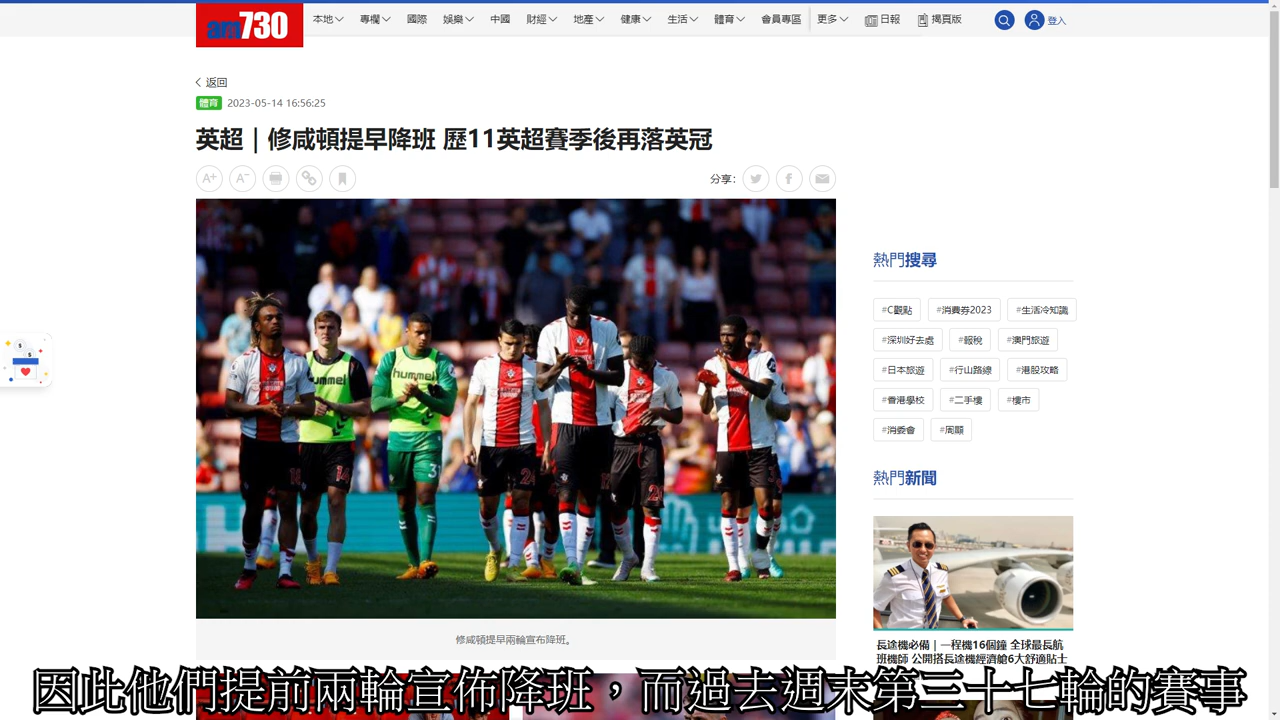 am730
本地 專欄 國際 娛樂 中國 財經 地產 健康 生活 體育 會員專區 更多 日報 揭頁版 登入
返回
體育 2023-05-14 16:56:25
英超｜修咸頓提早降班 歷11英超賽季後再落英冠
A+ A- 分享：
熱門搜尋
#C觀點 #消費券2023 #生活冷知識
#深圳好去處 #報稅 #澳門旅遊
#日本旅遊 #行山路線 #港股攻略
#香港學校 #二手樓 #樓市
#消委會 #周顯
熱門新聞
hummel
hummel
修咸頓提早兩輪宣布降班。
長途機必備｜一程機16個鐘 全球最長航
班機師 公開搭長途機經濟艙6大舒適貼士
因此他們提前兩輪宣佈降班，而過去週末第三十七輪的賽事